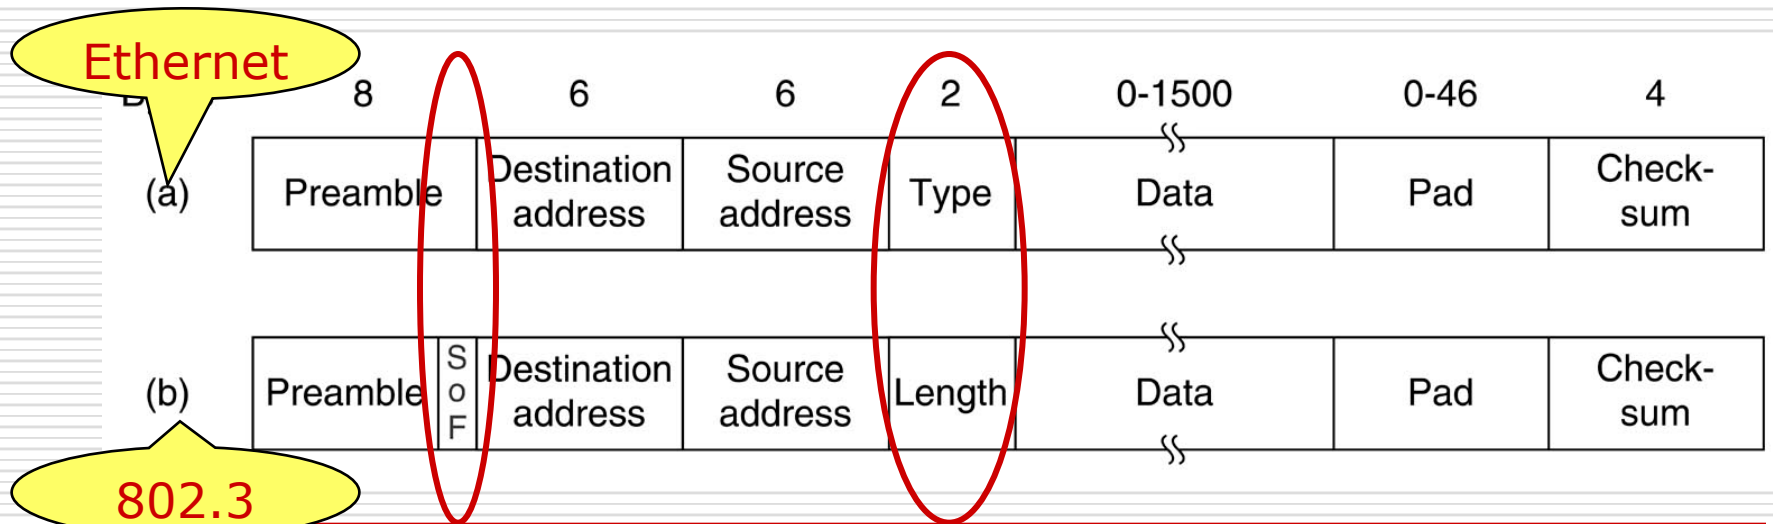 Ethernet
8 6 6 2 0-1500 0-46 4
(a) Preamble Destination address Source address Type Data Pad Check-sum
(b) Preamble SoF Destination address Source address Length Data Pad Check-sum
802.3